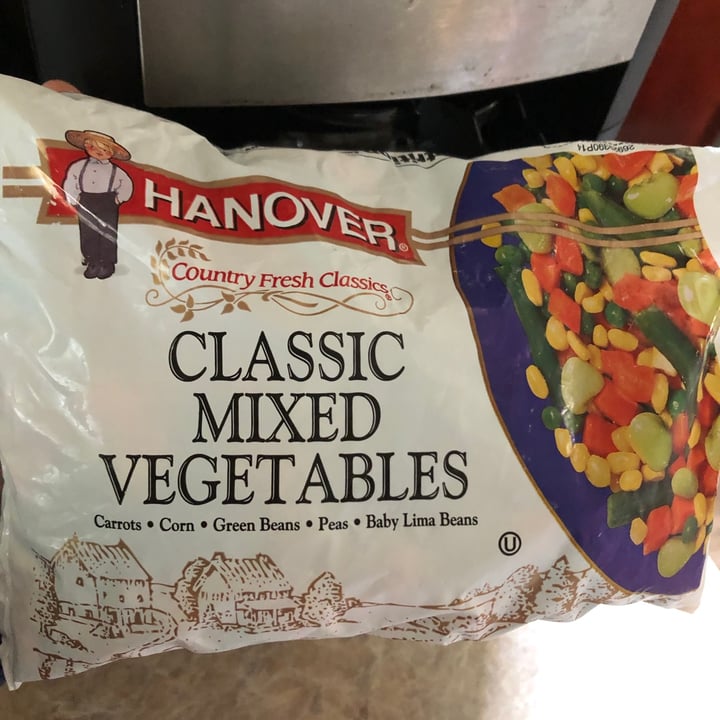 HANOVER®
Country Fresh Classics®
CLASSIC
MIXED
VEGETABLES
Carrots • Corn • Green Beans • Peas • Baby Lima Beans
U